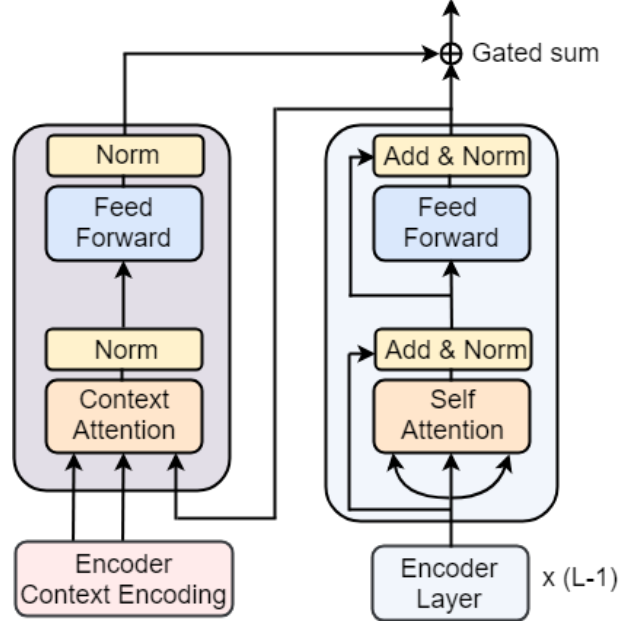 Gated sum
Norm
Feed
Forward
Norm
Context
Attention
Encoder
Context Encoding
Add & Norm
Feed
Forward
Add & Norm
Self
Attention
Encoder
Layer
x (L-1)